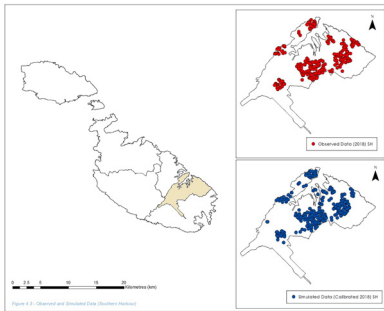 N
Observed Data (2018) SH
N
Simulated Data (Calibrated 2018) SH
0 2.5 5 10 15 20
Kilometres (km)
Figure 4.3 - Observed and Simulated Data (Southern Harbour)